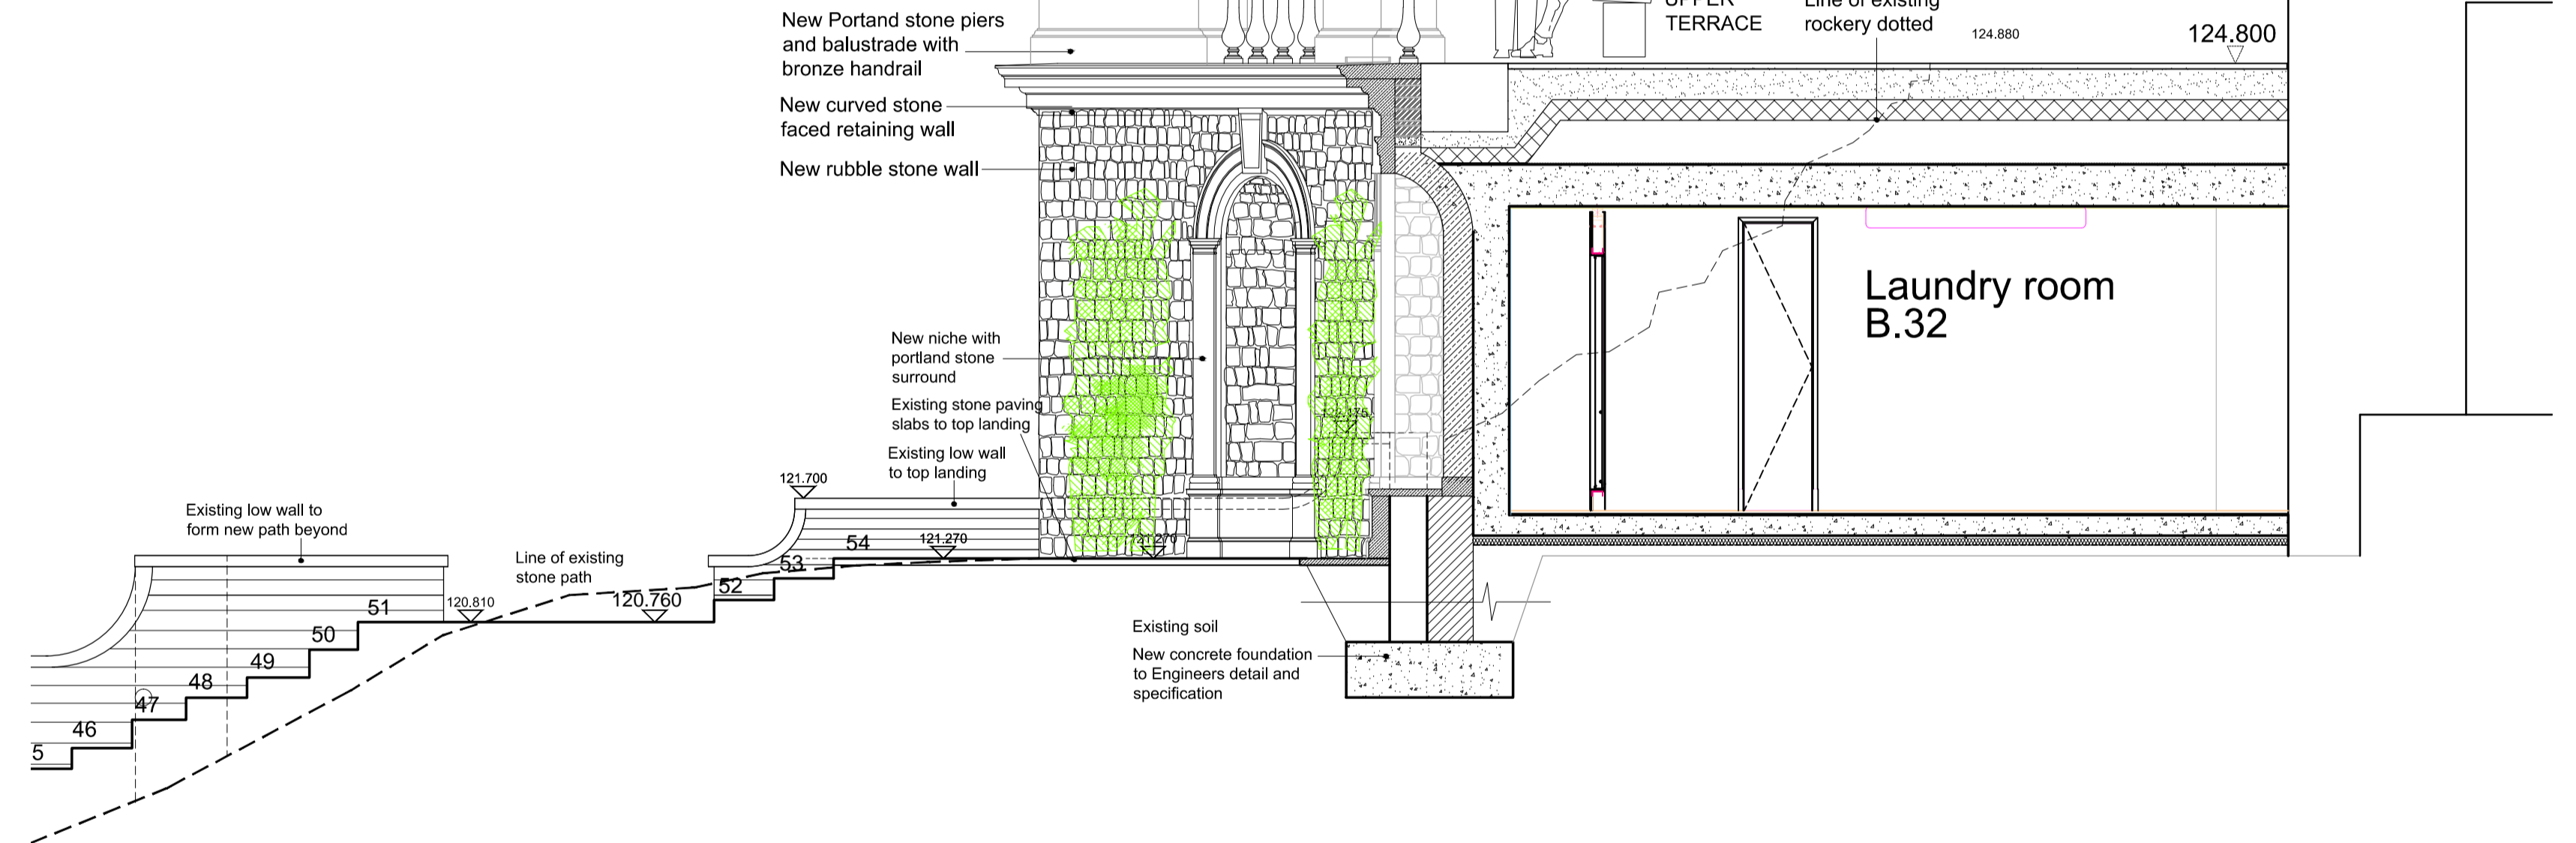 New Portand stone piers
and balustrade with
bronze handrail
New curved stone
faced retaining wall
New rubble stone wall
UPPER
TERRACE
Line of existing
rockery dotted
124.880
124.800
Laundry room
B.32
New niche with
portland stone
surround
Existing stone paving
slabs to top landing
Existing low wall
to top landing
121.700
Existing low wall to
form new path beyond
Line of existing
stone path
54
121.270
121.270
53
52
120.810
120.760
51
50
49
48
47
46
5
Existing soil
New concrete foundation
to Engineers detail and
specification